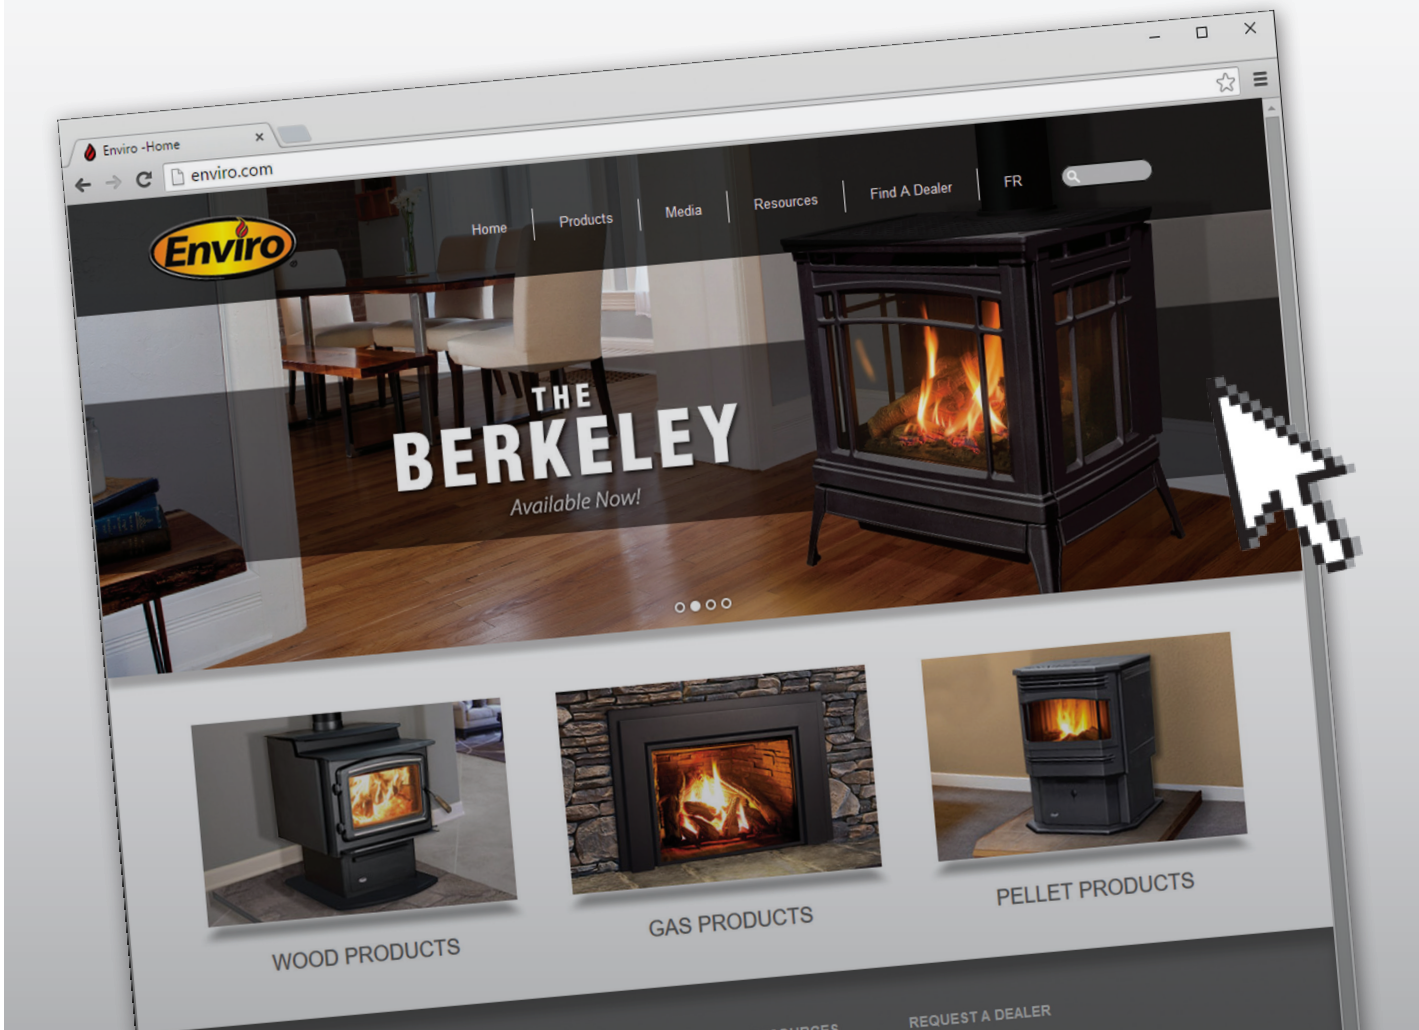 Enviro -Home
enviro.com
Enviro
Home
Products
Media
Resources
Find A Dealer
FR
THE
BERKELEY
Available Now!
WOOD PRODUCTS
GAS PRODUCTS
PELLET PRODUCTS
REQUEST A DEALER